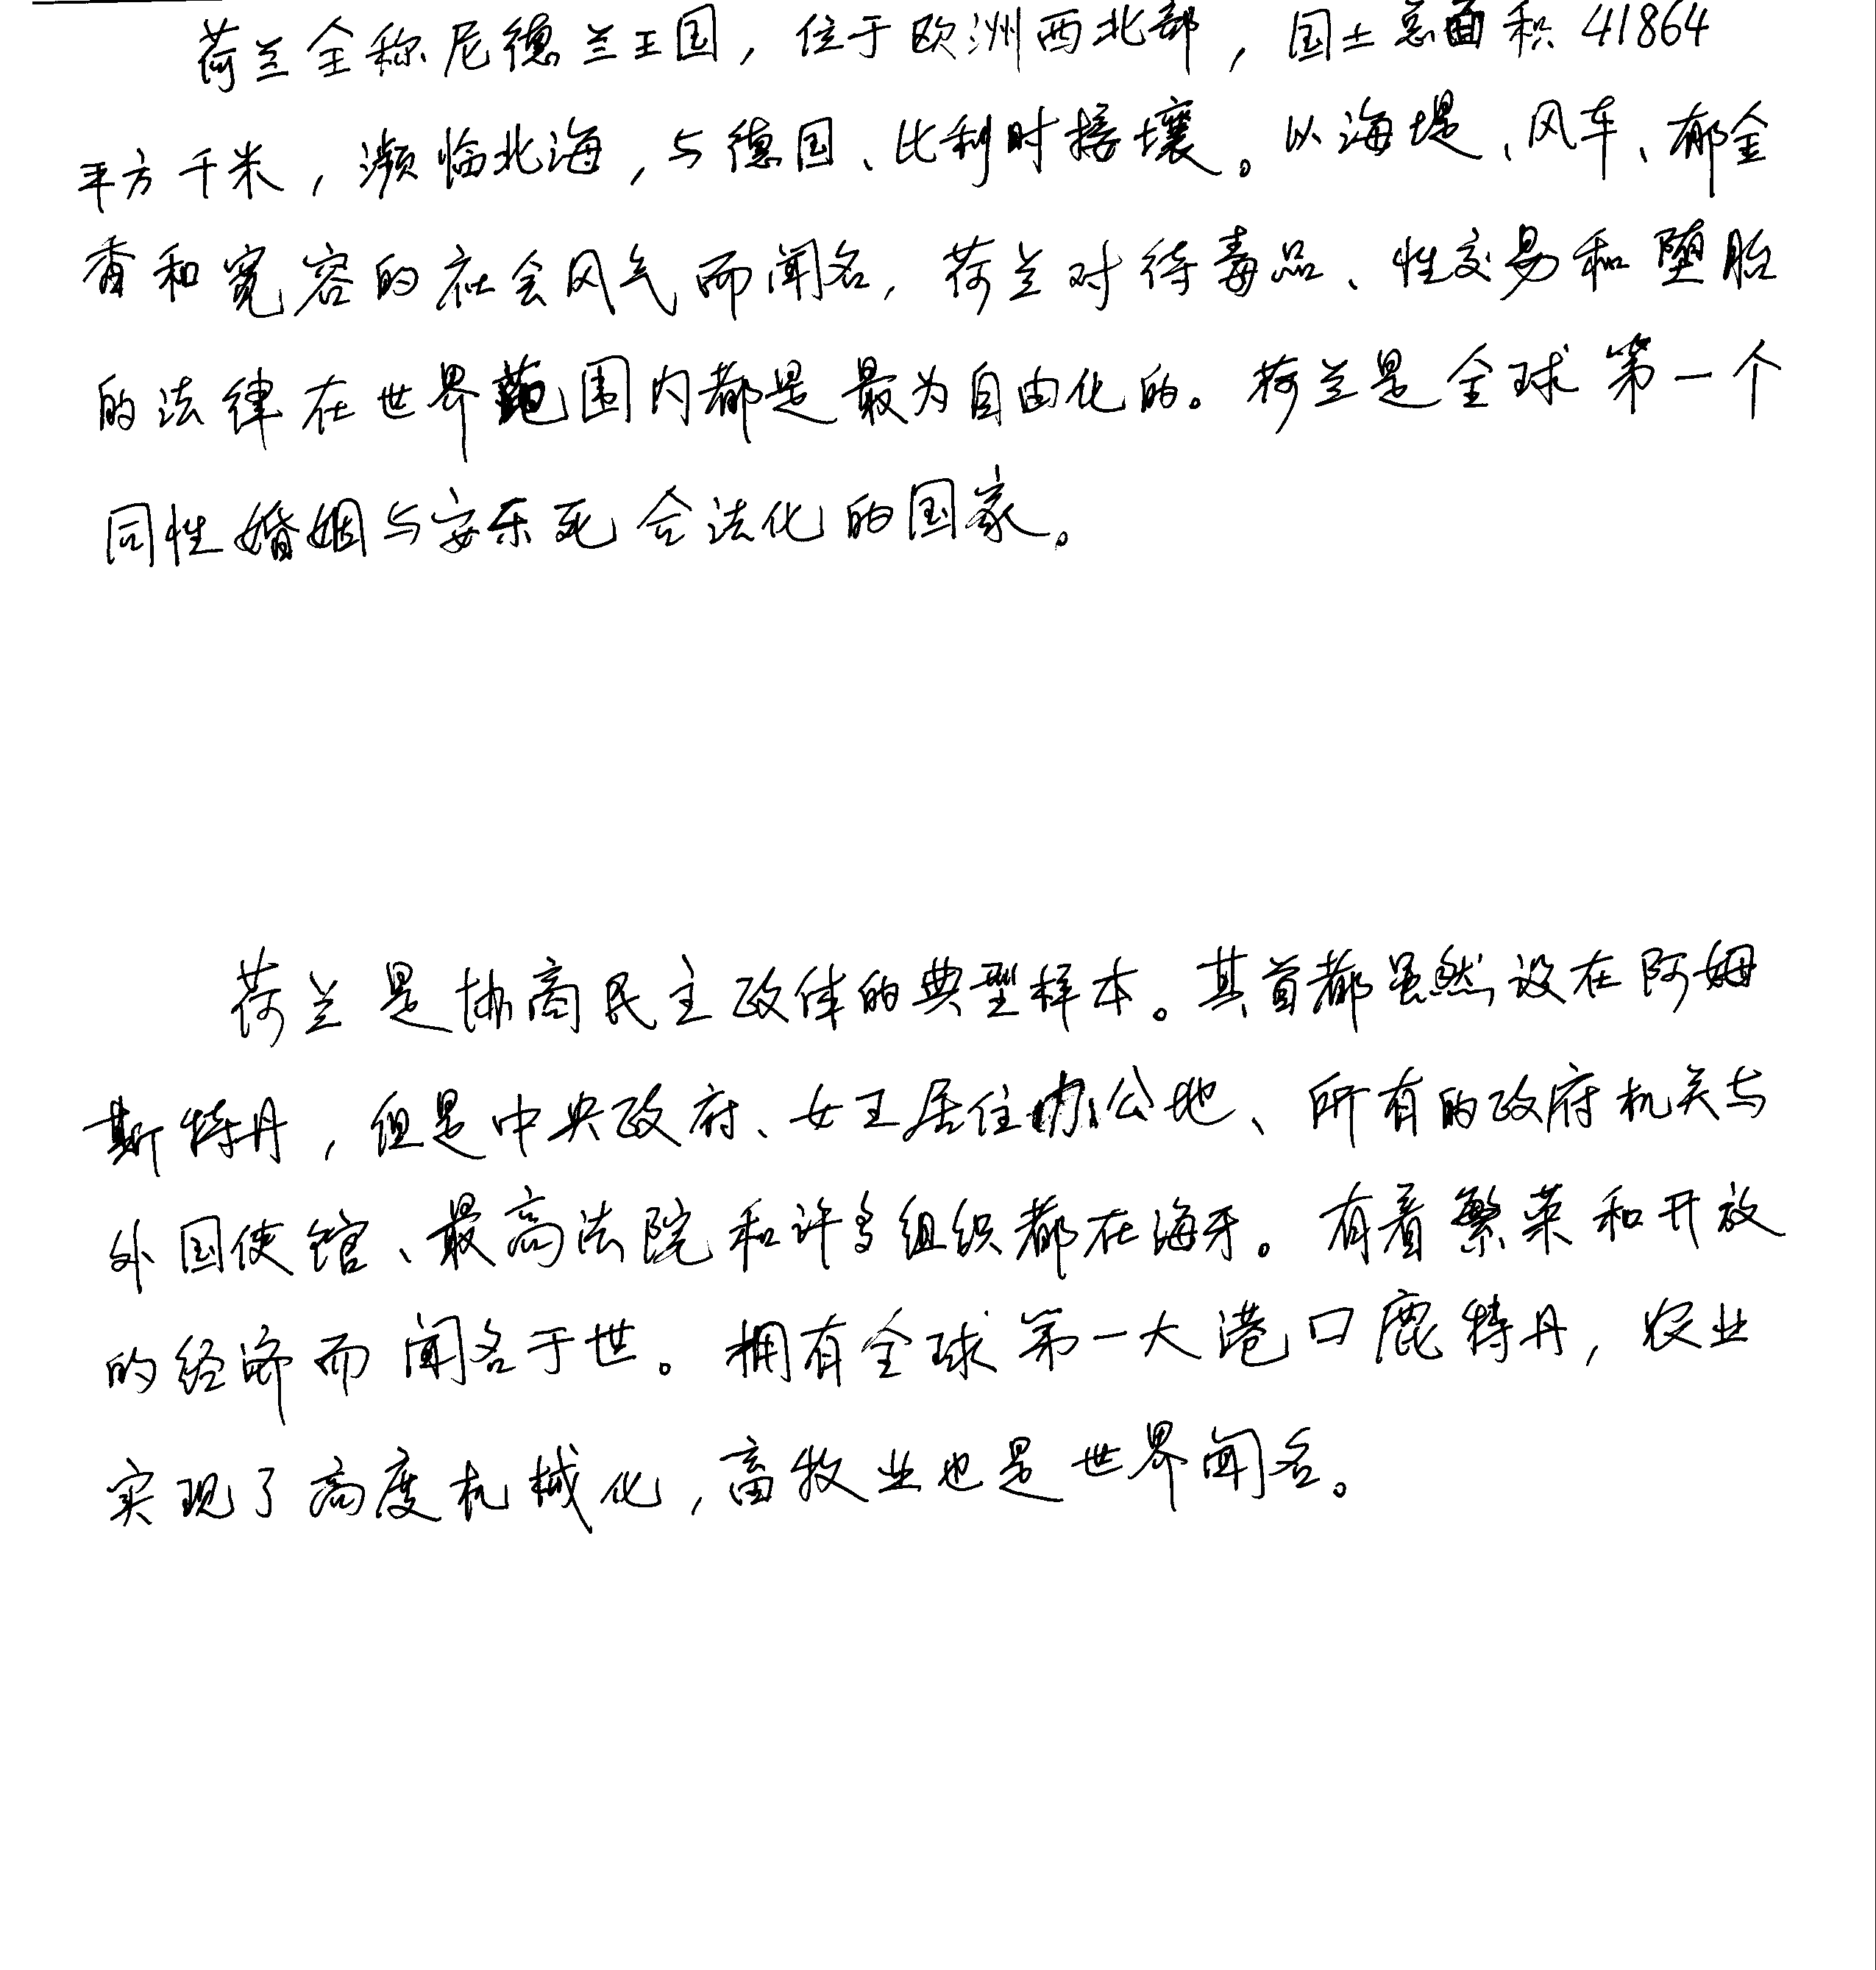 荷兰全称尼德兰王国，位于欧洲西北部，国土总面积41864
平方千米，濒临北海，与德国、比利时接壤。以海堤、风车、郁金
香和宽容的社会风气而闻名，荷兰对待毒品、性交易和堕胎
的法律在世界范围内都是最为自由化的。荷兰是全球第一个
同性婚姻与安乐死合法化的国家。
荷兰是协商民主政体的典型样本。其首都虽然设在阿姆
斯特丹，但是中央政府、女王居住办公地、所有的政府机关与
外国使馆、最高法院和许多组织都在海牙。有着繁荣和开放
的经济而闻名于世。拥有全球第一大港口鹿特丹，农业
实现了高度机械化，畜牧业也是世界闻名。